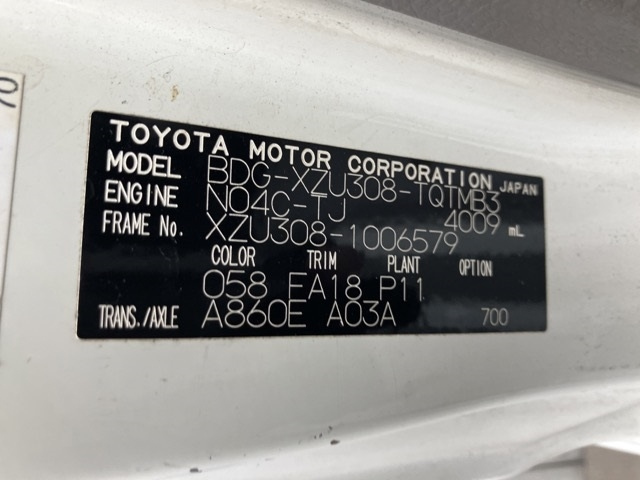 TOYOTA MOTOR CORPORATION JAPAN
MODEL BDG-XZU308-TQTMB3
ENGINE N04C-TJ 4009 mL
FRAME No. XZU308-1006579
COLOR TRIM PLANT OPTION
058 FA18 P11
TRANS./AXLE A860E A03A 700